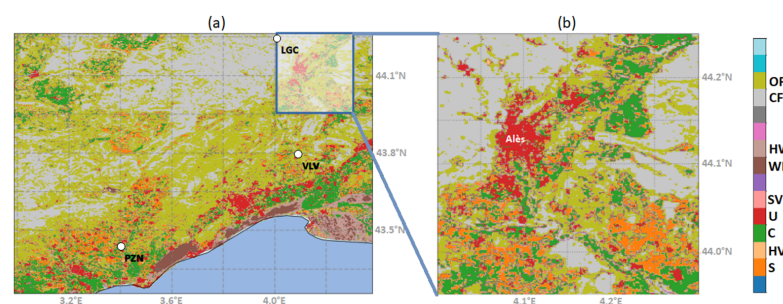 (a) (b)
LGC
44.1°N
43.8°N
VLV
43.5°N
PZN
3.2°E 3.6°E 4.0°E
Alès
44.2°N
44.1°N
44.0°N
4.1°E 4.2°E
OF
CF
HV
SV
U
C
HV
S